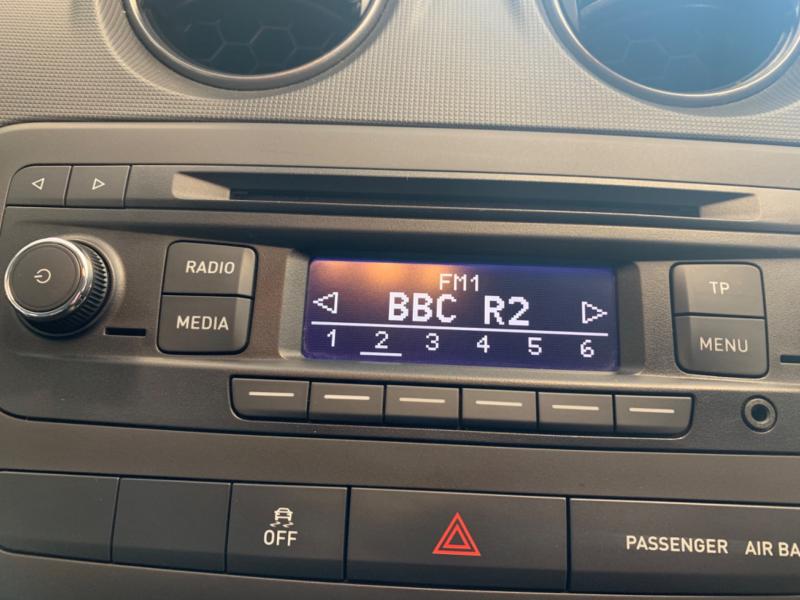 RADIO
MEDIA
FM1
BBC R2
1 2 3 4 5 6
TP
MENU
OFF
PASSENGER AIR BA